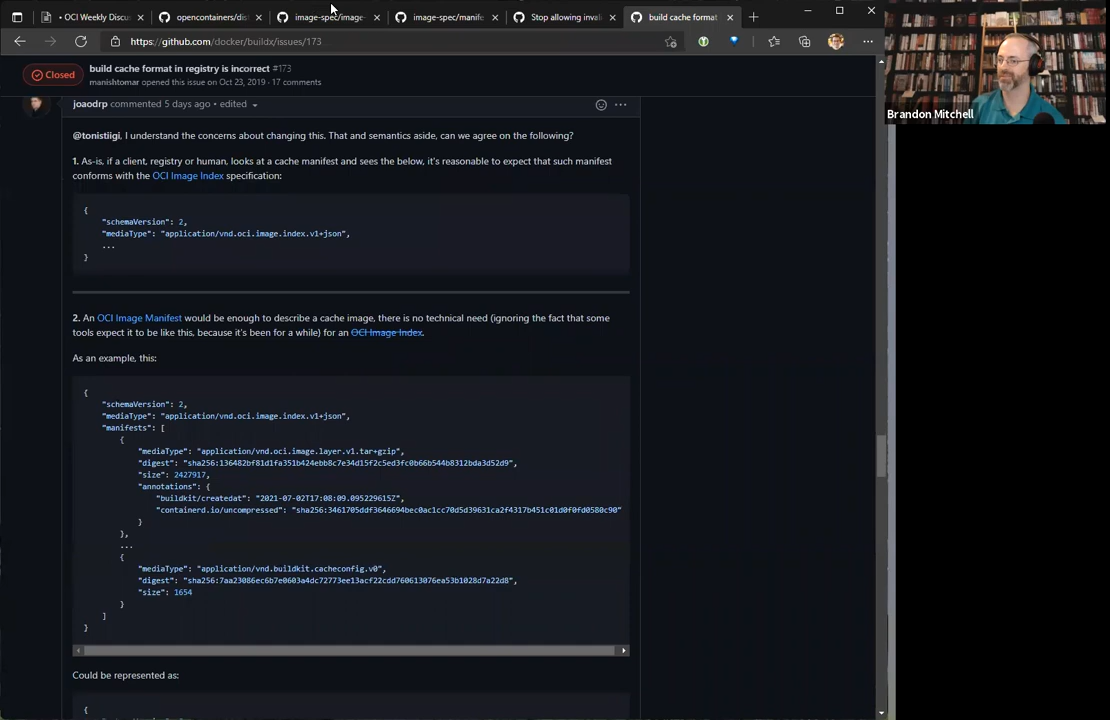 • OCI Weekly Discu
opencontainers/dis
image-spec/image-
image-spec/manife
Stop allowing inva
build cache format
https://github.com/docker/buildx/issues/173
Closed
build cache format in registry is incorrect #173
manishtomar opened this issue on Oct 23, 2019 · 17 comments
Brandon Mitchell
joaodrp commented 5 days ago • edited
@tonistiigi, I understand the concerns about changing this. That and semantics aside, can we agree on the following?
1. As-is, if a client, registry or human, looks at a cache manifest and sees the below, it's reasonable to expect that such manifest
conforms with the OCI Image Index specification:
{
"schemaVersion": 2,
"mediaType": "application/vnd.oci.image.index.v1+json",
...
}
2. An OCI Image Manifest would be enough to describe a cache image, there is no technical need (ignoring the fact that some
tools expect it to be like this, because it's been for a while) for an OCI Image Index.
As an example, this:
{
"schemaVersion": 2,
"mediaType": "application/vnd.oci.image.index.v1+json",
"manifests": [
{
"mediaType": "application/vnd.oci.image.layer.v1.tar+gzip",
"digest": "sha256:136482bf81d1fa351b424ebb8c7e34d15f2c5ed3fc0b66b544b8312bda3d52d9",
"size": 2427917,
"annotations": {
"buildkit/createdat": "2021-07-02T17:08:09.095229615Z",
"containerd.io/uncompressed": "sha256:3461705ddf3646694bec0ac1cc70d5d39631ca2f4317b451c01d0f0fd0580c90"
}
},
...
{
"mediaType": "application/vnd.buildkit.cacheconfig.v0",
"digest": "sha256:7aa23086ec6b7e0603a4dc72773ee13acf22cdd760613076ea53b1028d7a22d8",
"size": 1654
}
]
}
Could be represented as:
{